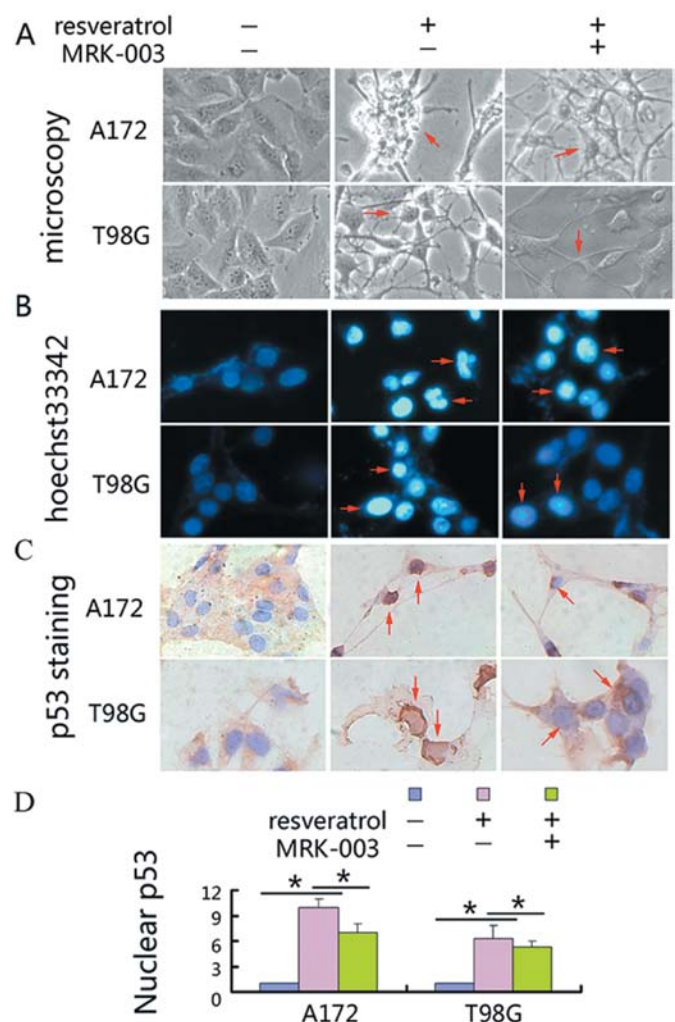 A
resveratrol − + +
MRK-003 − − +
microscopy
A172
T98G
B
hoechst33342
A172
T98G
C
p53 staining
A172
T98G
D
resveratrol − + +
MRK-003 − − +
Nuclear p53
12
9
6
3
0
* * * *
A172 T98G